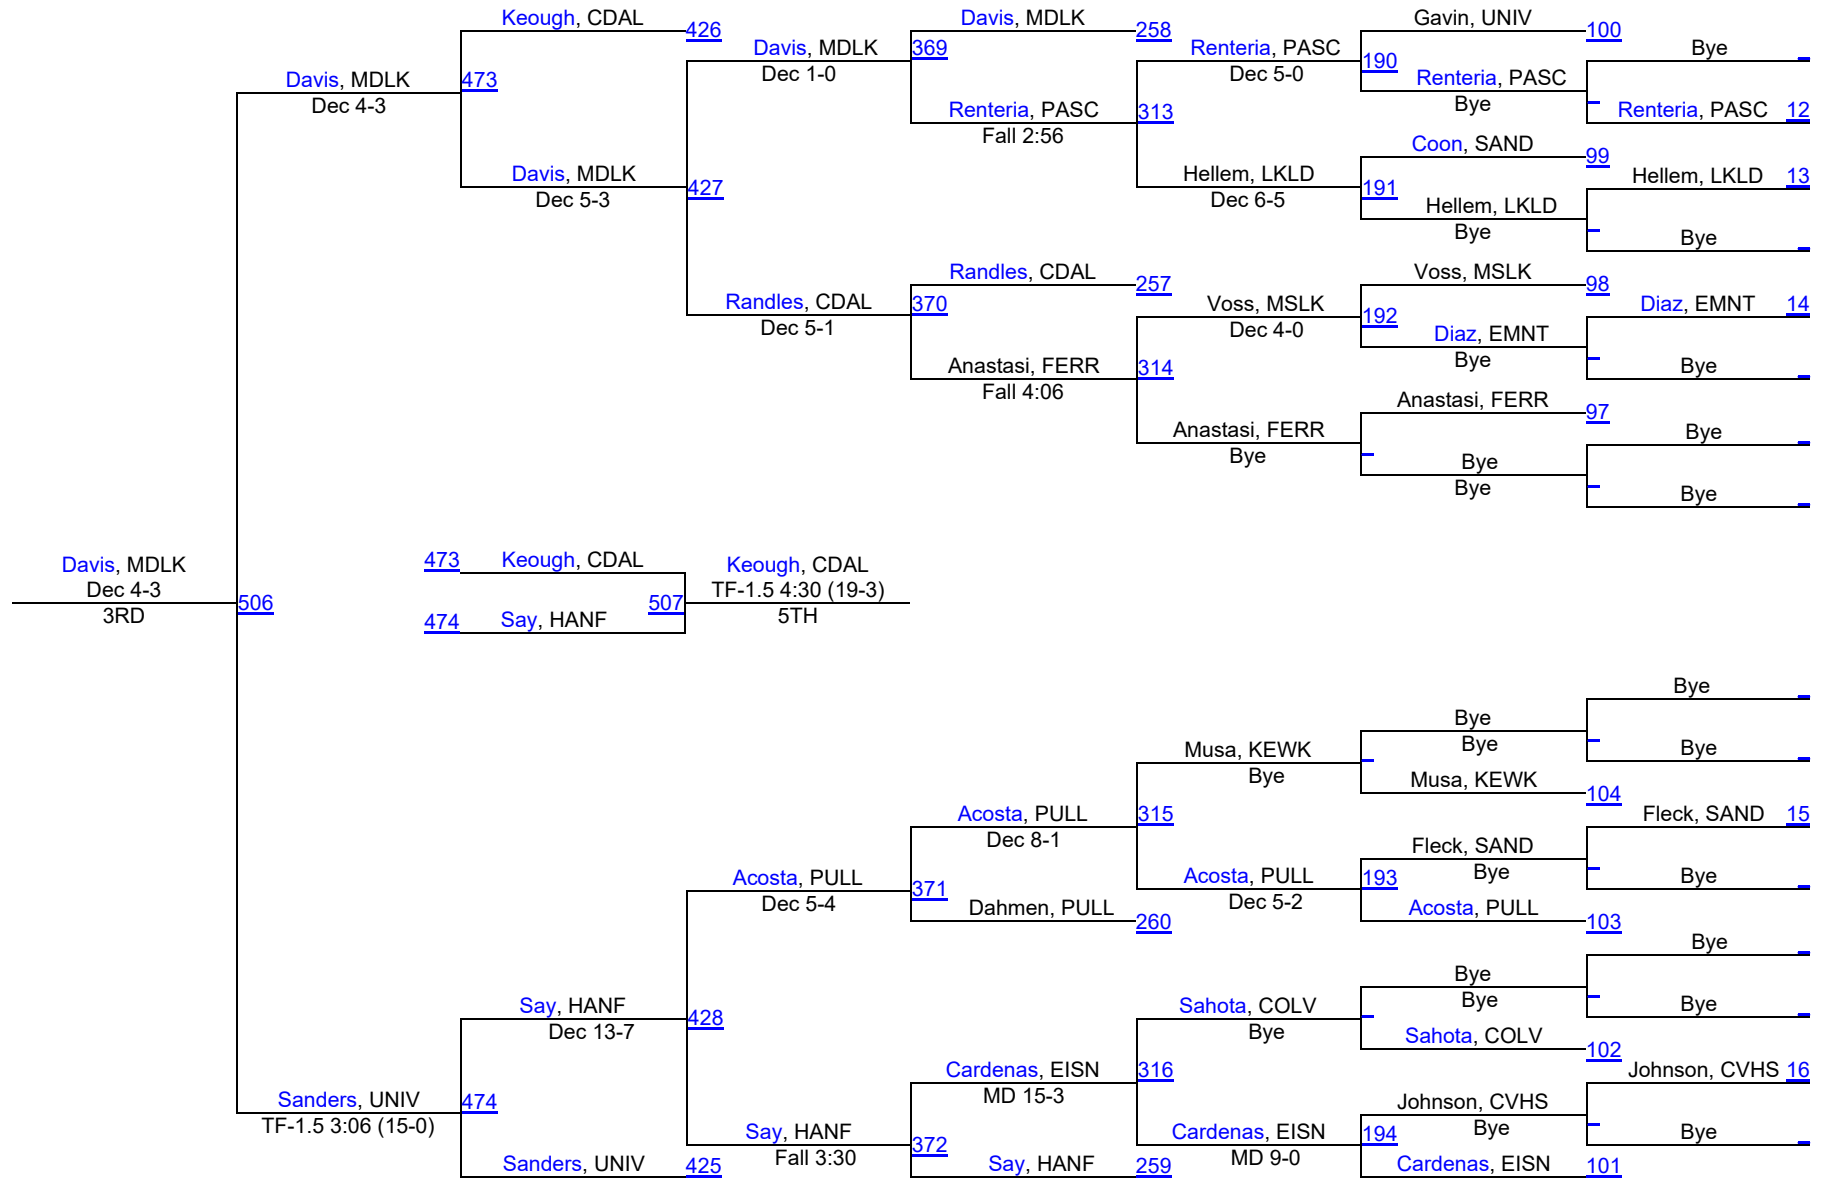 Keough, CDAL
426
Davis, MDLK
258
Gavin, UNIV
100
Bye
Davis, MDLK
369
Dec 1-0
Renteria, PASC
190
Dec 5-0
Renteria, PASC
Bye
Davis, MDLK
473
Dec 4-3
Renteria, PASC
313
Fall 2:56
Renteria, PASC 12
Coon, SAND
99
Davis, MDLK
427
Dec 5-3
Hellem, LKLD
191
Dec 6-5
Hellem, LKLD 13
Hellem, LKLD
Bye
Bye
Randles, CDAL
257
Voss, MSLK
98
Randles, CDAL
370
Dec 5-1
Voss, MSLK
192
Dec 4-0
Diaz, EMNT 14
Diaz, EMNT
Bye
Anastasi, FERR
314
Fall 4:06
Bye
Anastasi, FERR
97
Anastasi, FERR
Bye
Bye
Bye
Bye
Bye
Davis, MDLK
Dec 4-3
506
3RD
473 Keough, CDAL
507
474 Say, HANF
Keough, CDAL
TF-1.5 4:30 (19-3)
5TH
Bye
Bye
Bye
Musa, KEWK
Bye
Bye
Musa, KEWK
104
Acosta, PULL
315
Dec 8-1
Fleck, SAND 15
Fleck, SAND
Bye
Acosta, PULL
371
Dec 5-4
Acosta, PULL
193
Dec 5-2
Bye
Dahmen, PULL
260
Acosta, PULL
103
Bye
Bye
Bye
Say, HANF
428
Dec 13-7
Sahota, COLV
Bye
Bye
Sahota, COLV
102
Cardenas, EISN
316
MD 15-3
Johnson, CVHS 16
Sanders, UNIV
474
TF-1.5 3:06 (15-0)
Johnson, CVHS
Bye
Say, HANF
372
Fall 3:30
Cardenas, EISN
194
MD 9-0
Bye
Sanders, UNIV
425
Say, HANF
259
Cardenas, EISN
101